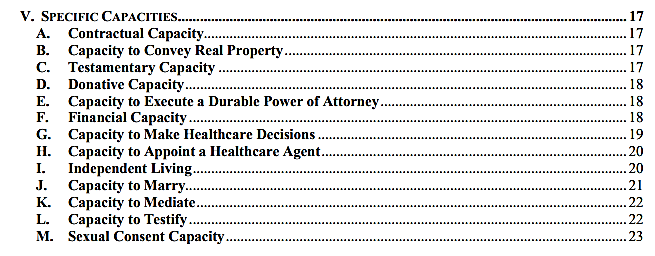 V. SPECIFIC CAPACITIES.......................................................................................................... 17
A. Contractual Capacity.................................................................................................... 17
B. Capacity to Convey Real Property................................................................................ 17
C. Testamentary Capacity ................................................................................................ 17
D. Donative Capacity........................................................................................................ 18
E. Capacity to Execute a Durable Power of Attorney......................................................... 18
F. Financial Capacity ....................................................................................................... 18
G. Capacity to Make Healthcare Decisions ....................................................................... 19
H. Capacity to Appoint a Healthcare Agent....................................................................... 20
I. Independent Living....................................................................................................... 20
J. Capacity to Marry......................................................................................................... 21
K. Capacity to Mediate..................................................................................................... 22
L. Capacity to Testify ....................................................................................................... 22
M. Sexual Consent Capacity ............................................................................................. 23